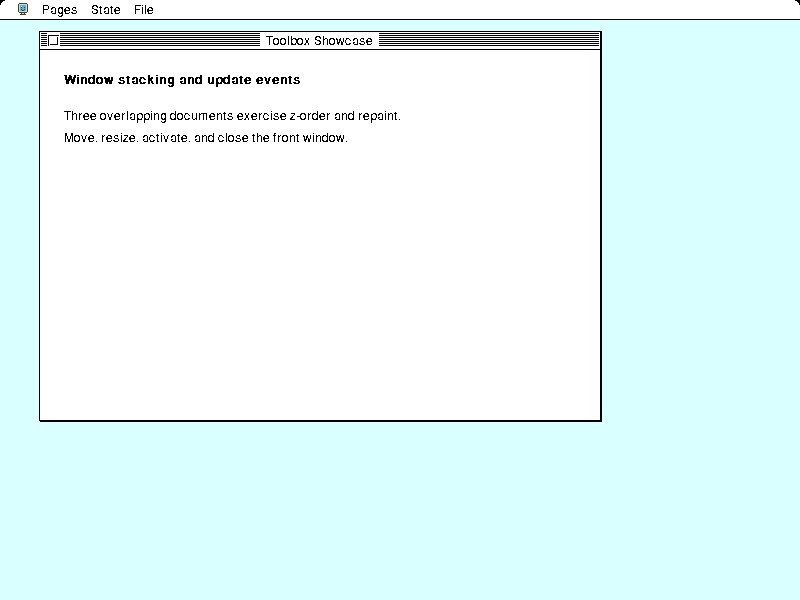 Pages State File
Toolbox Showcase
Window stacking and update events
Three overlapping documents exercise z-order and repaint.
Move, resize, activate, and close the front window.